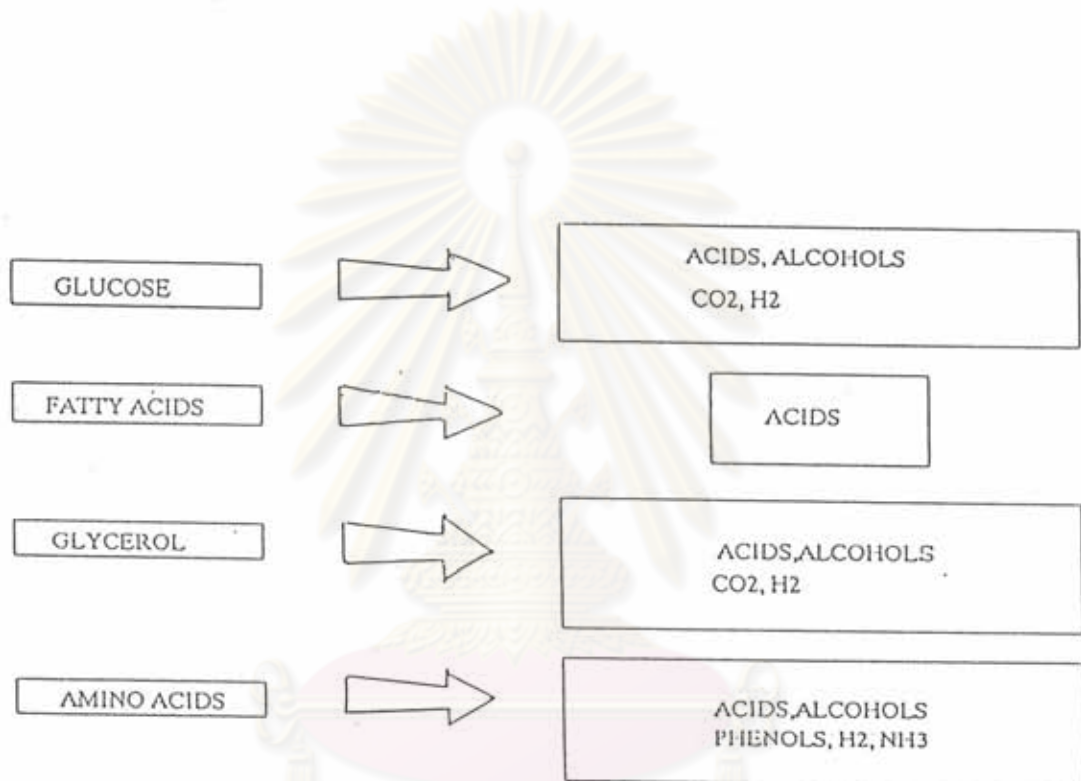 GLUCOSE
ACIDS, ALCOHOLS
CO2, H2
FATTY ACIDS
ACIDS
GLYCEROL
ACIDS,ALCOHOLS
CO2, H2
AMINO ACIDS
ACIDS,ALCOHOLS
PHENOLS, H2, NH3